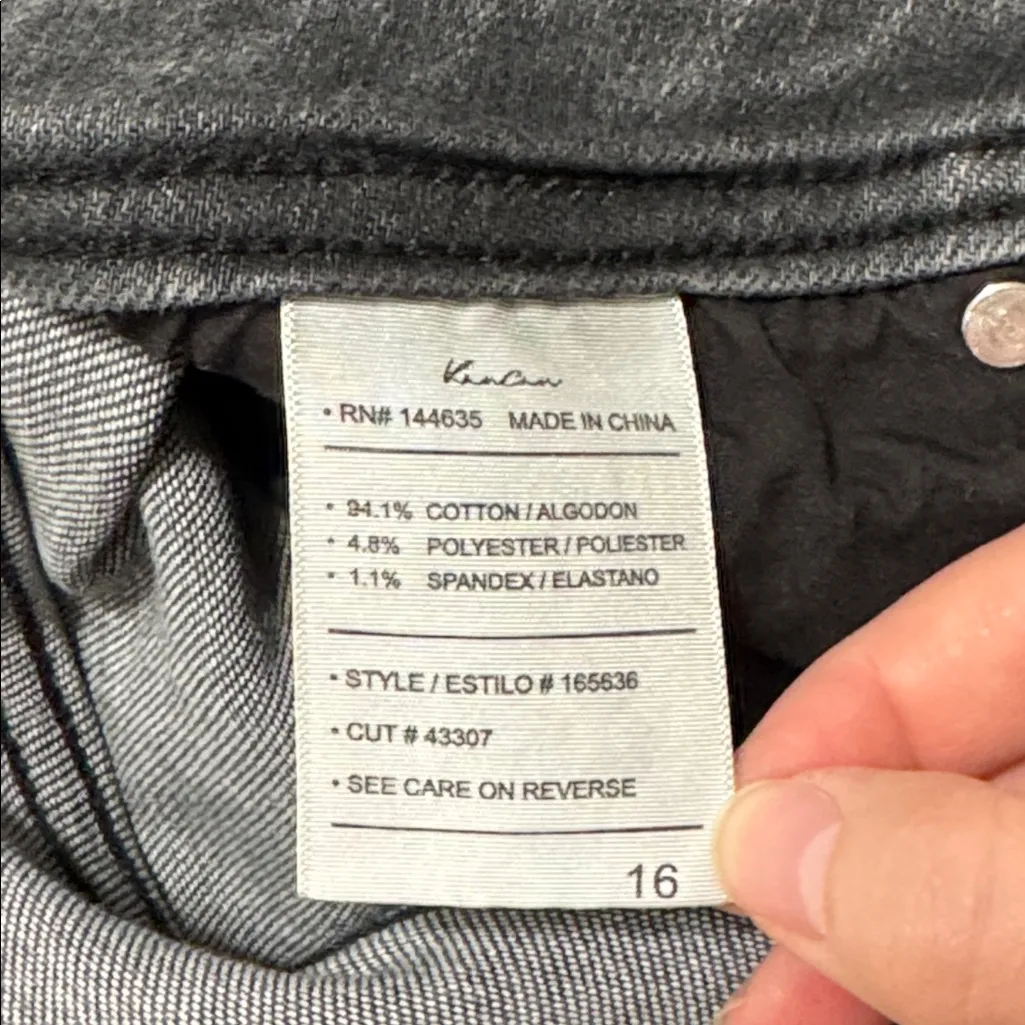 KanCan
• RN# 144635 MADE IN CHINA
• 94.1% COTTON / ALGODON
• 4.8% POLYESTER / POLIESTER
• 1.1% SPANDEX / ELASTANO
• STYLE / ESTILO # 165636
• CUT # 43307
• SEE CARE ON REVERSE
16